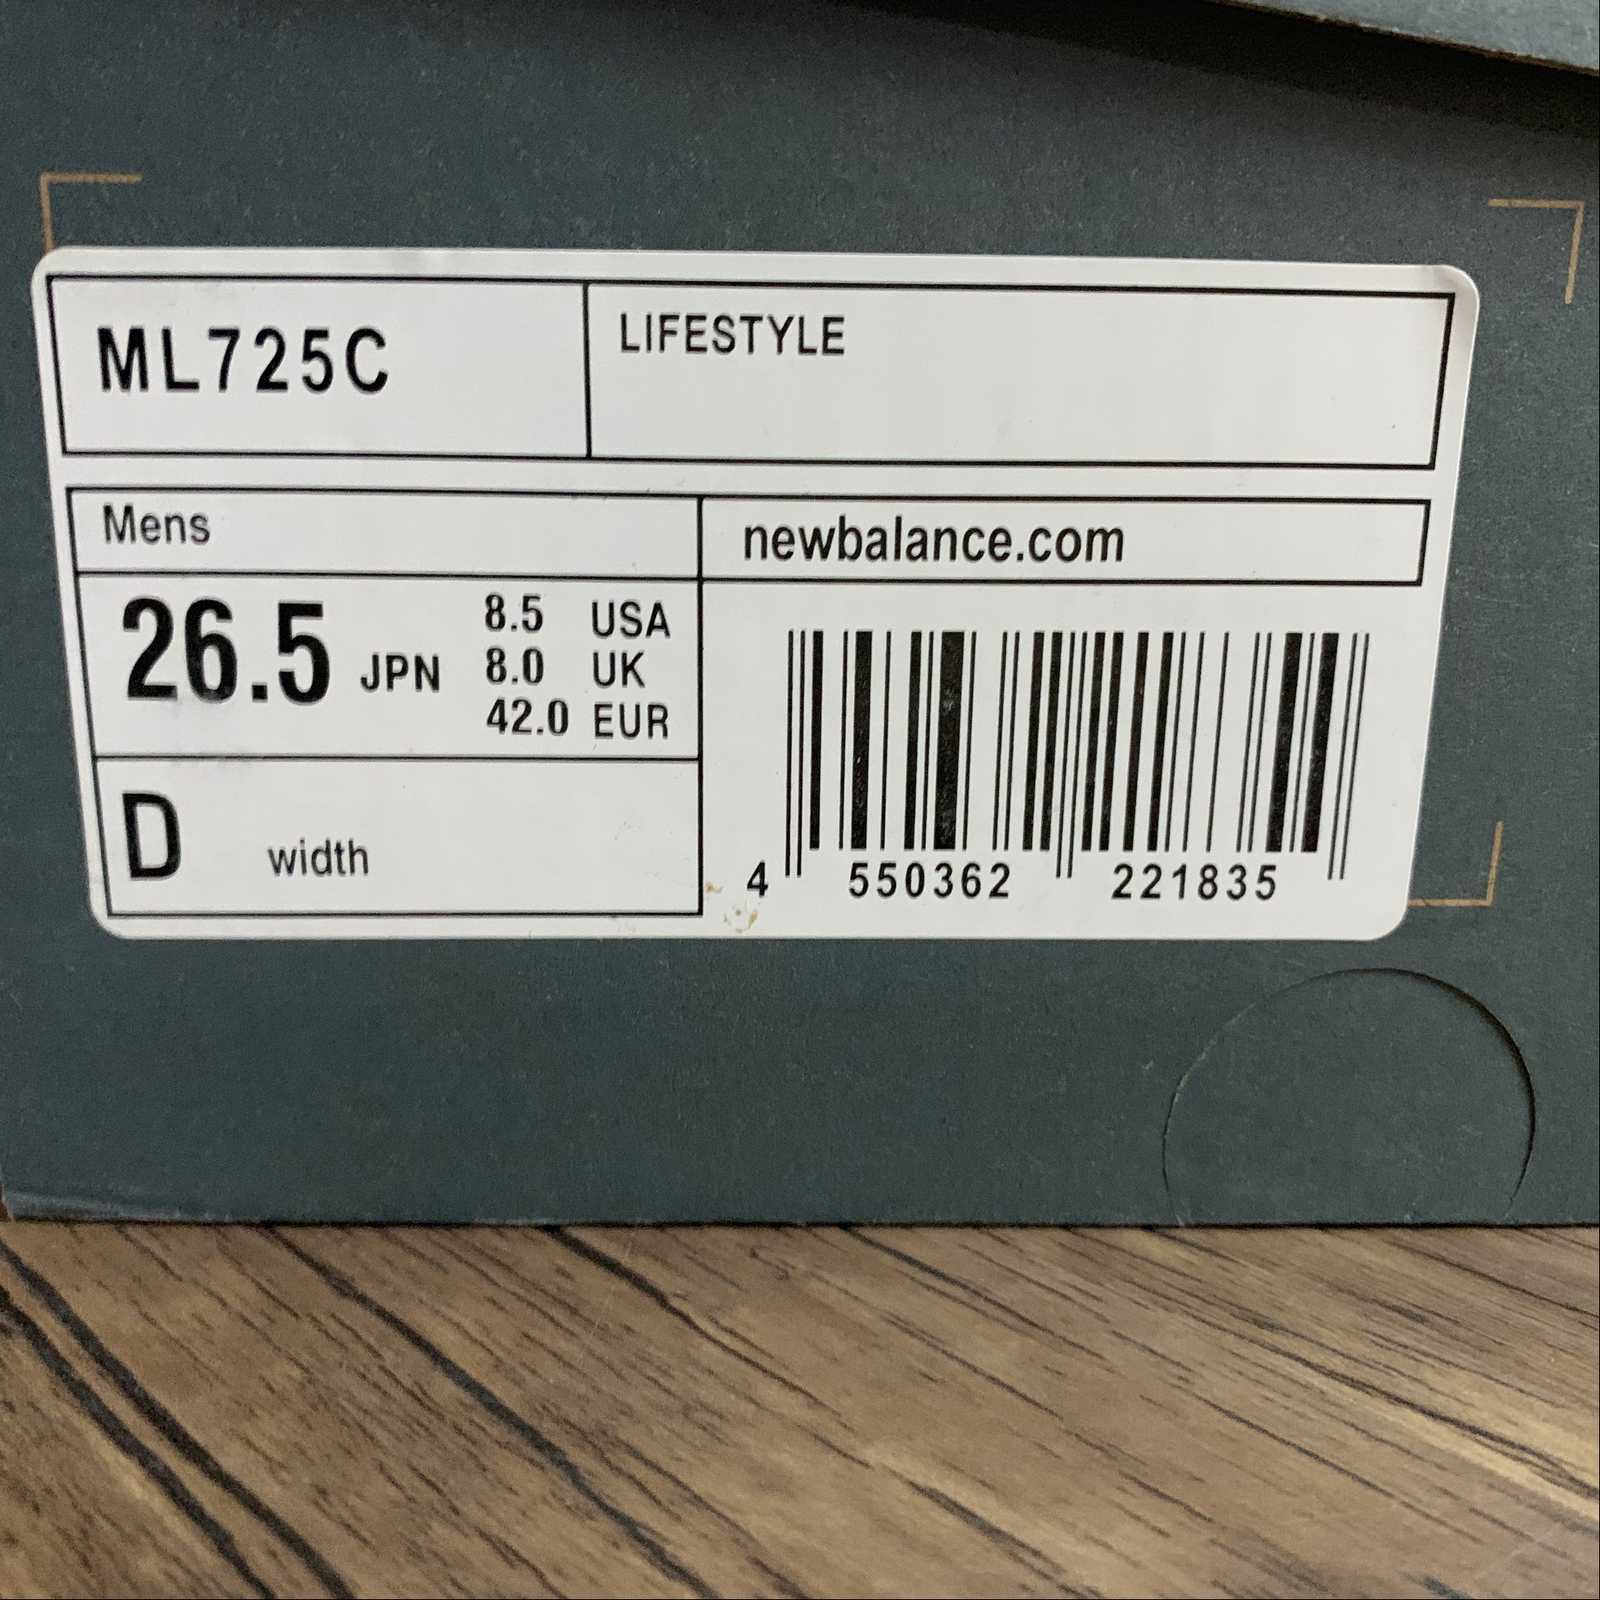 ML725C
LIFESTYLE
Mens
newbalance.com
26.5 JPN
8.5 USA
8.0 UK
42.0 EUR
D width
4 550362 221835